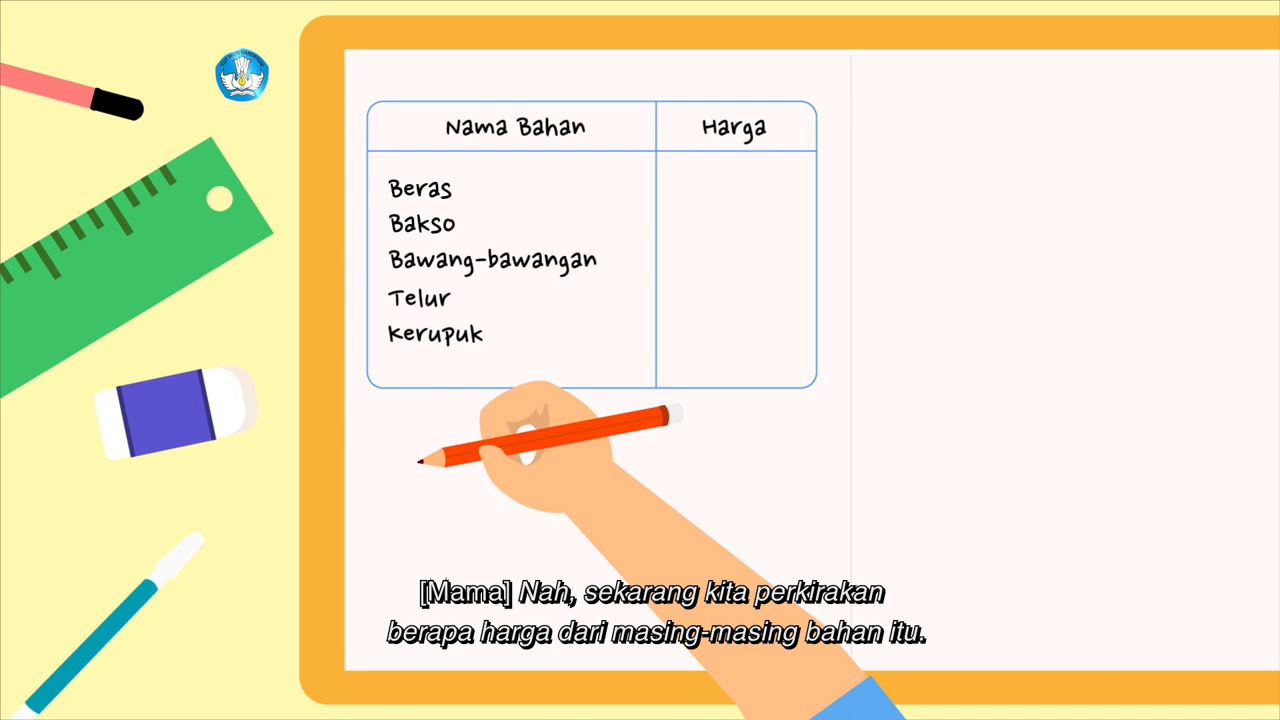 Nama Bahan
Harga
Beras
Bakso
Bawang-bawangan
Telur
Kerupuk
[Mama] Nah, sekarang kita perkirakan
berapa harga dari masing-masing bahan itu.